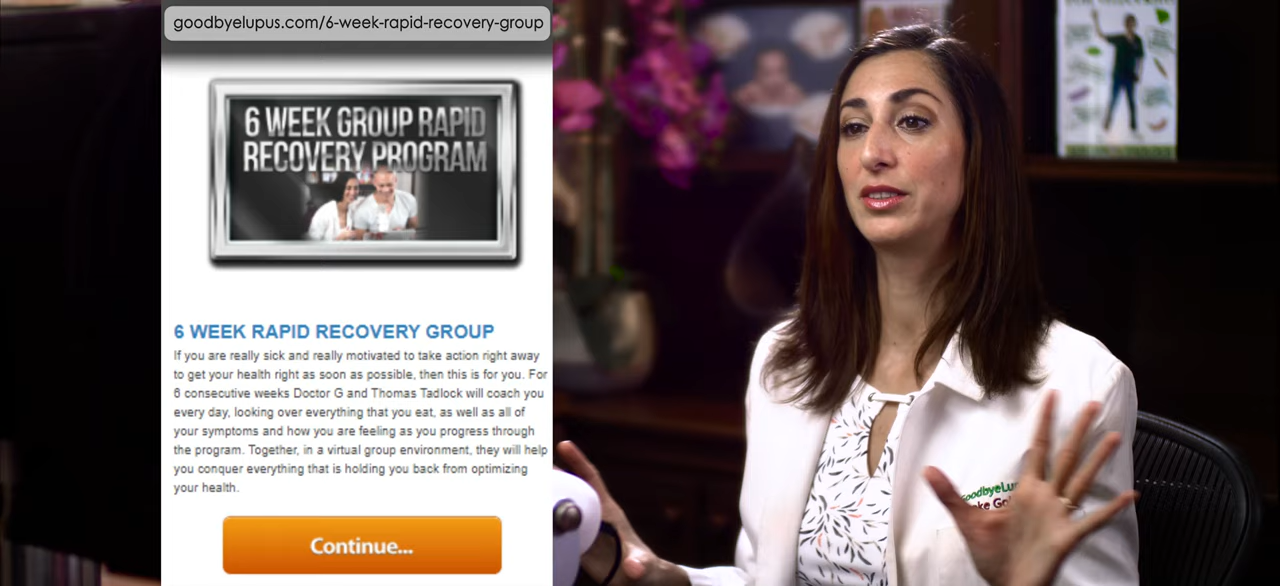 goodbyelupus.com/6-week-rapid-recovery-group
6 WEEK GROUP RAPID
RECOVERY PROGRAM
6 WEEK RAPID RECOVERY GROUP
If you are really sick and really motivated to take action right away
to get your health right as soon as possible, then this is for you. For
6 consecutive weeks Doctor G and Thomas Tadlock will coach you
every day, looking over everything that you eat, as well as all of
your symptoms and how you are feeling as you progress through
the program. Together, in a virtual group environment, they will help
you conquer everything that is holding you back from optimizing
your health.
Continue...